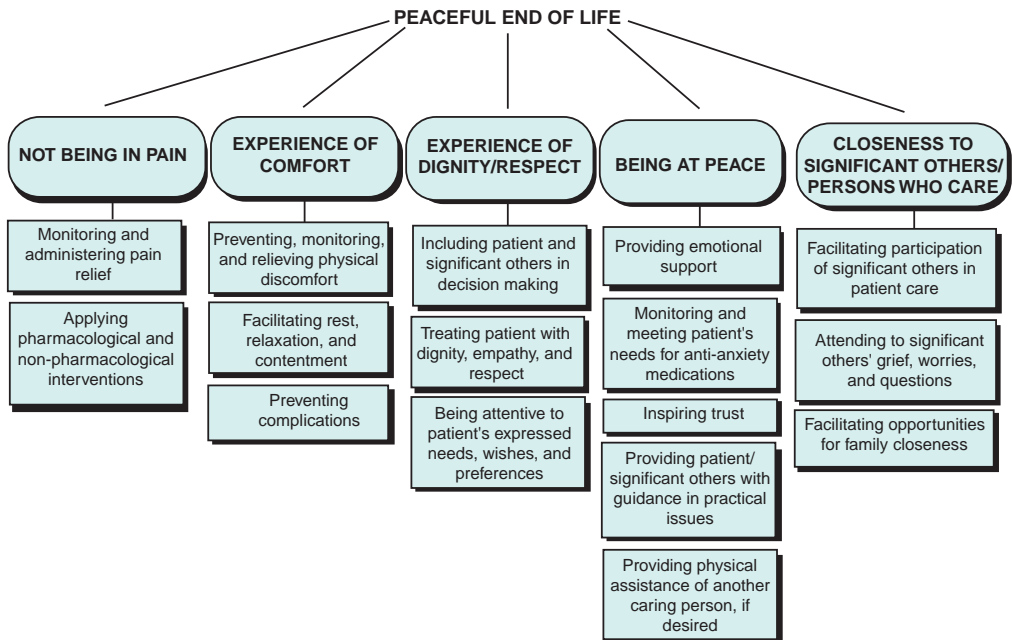 PEACEFUL END OF LIFE
NOT BEING IN PAIN
Monitoring and
administering pain
relief
Applying
pharmacological and
non-pharmacological
interventions
EXPERIENCE OF
COMFORT
Preventing, monitoring,
and relieving physical
discomfort
Facilitating rest,
relaxation, and
contentment
Preventing
complications
EXPERIENCE OF
DIGNITY/RESPECT
Including patient and
significant others in
decision making
Treating patient with
dignity, empathy, and
respect
Being attentive to
patient's expressed
needs, wishes, and
preferences
BEING AT PEACE
Providing emotional
support
Monitoring and
meeting patient's
needs for anti-anxiety
medications
Inspiring trust
Providing patient/
significant others with
guidance in practical
issues
Providing physical
assistance of another
caring person, if
desired
CLOSENESS TO
SIGNIFICANT OTHERS/
PERSONS WHO CARE
Facilitating participation
of significant others in
patient care
Attending to significant
others' grief, worries,
and questions
Facilitating opportunities
for family closeness